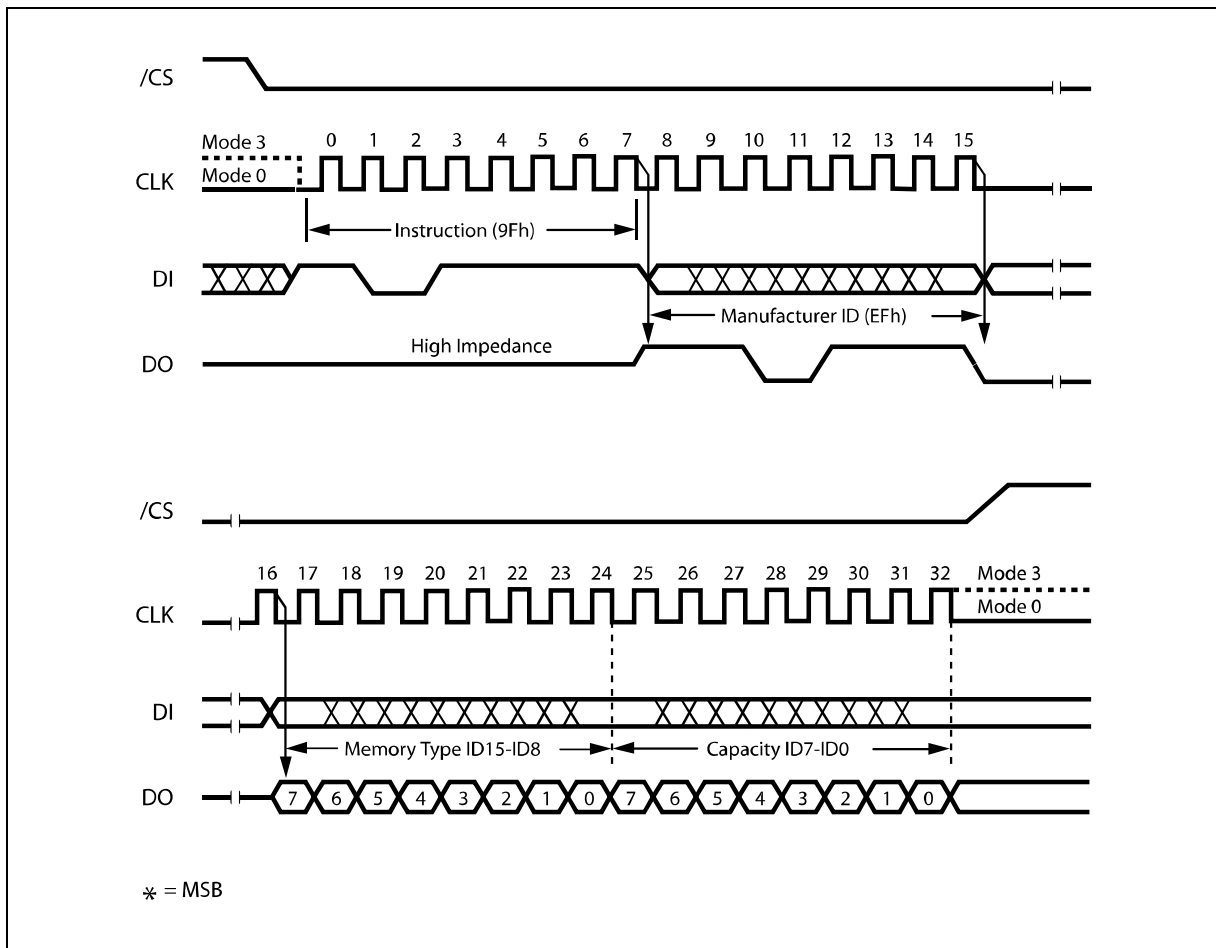 /CS
0 1 2 3 4 5 6 7 8 9 10 11 12 13 14 15
Mode 3
Mode 0
CLK
Instruction (9Fh)
DI
Manufacturer ID (EFh)
High Impedance
DO
/CS
16 17 18 19 20 21 22 23 24 25 26 27 28 29 30 31 32
Mode 3
Mode 0
CLK
DI
Memory Type ID15-ID8 Capacity ID7-ID0
DO 7 6 5 4 3 2 1 0 7 6 5 4 3 2 1 0
* = MSB